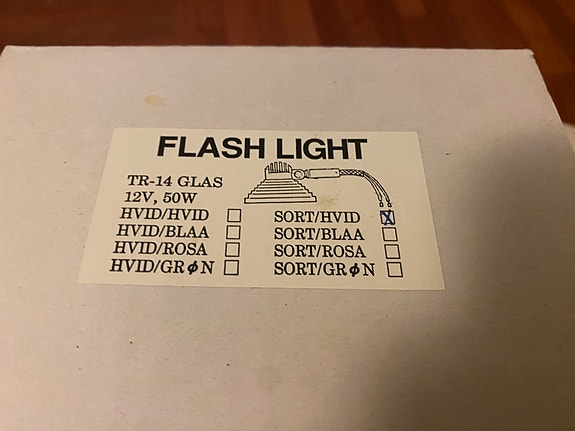 FLASH LIGHT
TR-14 GLAS
12V, 50W
HVID/HVID
HVID/BLAA
HVID/ROSA
HVID/GRøN
SORT/HVID X
SORT/BLAA
SORT/ROSA
SORT/GRøN